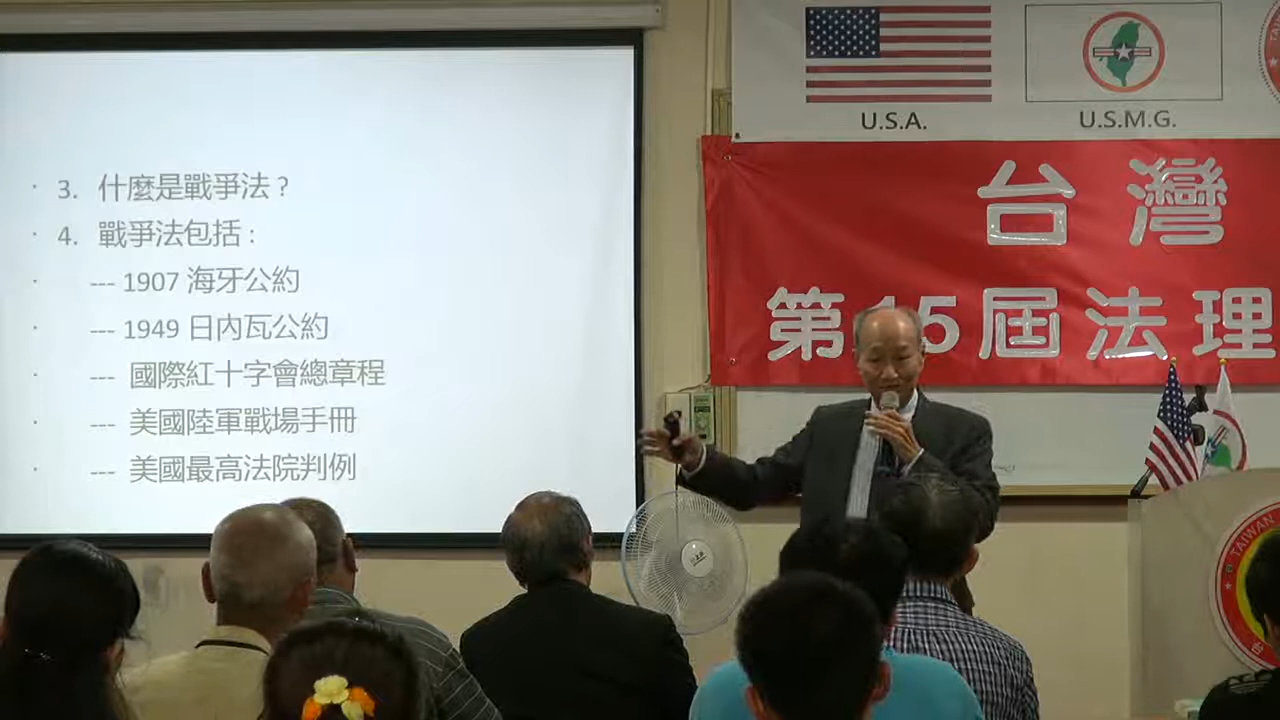 3. 什麼是戰爭法?
4. 戰爭法包括:
--- 1907 海牙公約
--- 1949 日內瓦公約
--- 國際紅十字會總章程
--- 美國陸軍戰場手冊
--- 美國最高法院判例
U.S.A.
U.S.M.G.
台灣
第15屆法理
TAIWAN